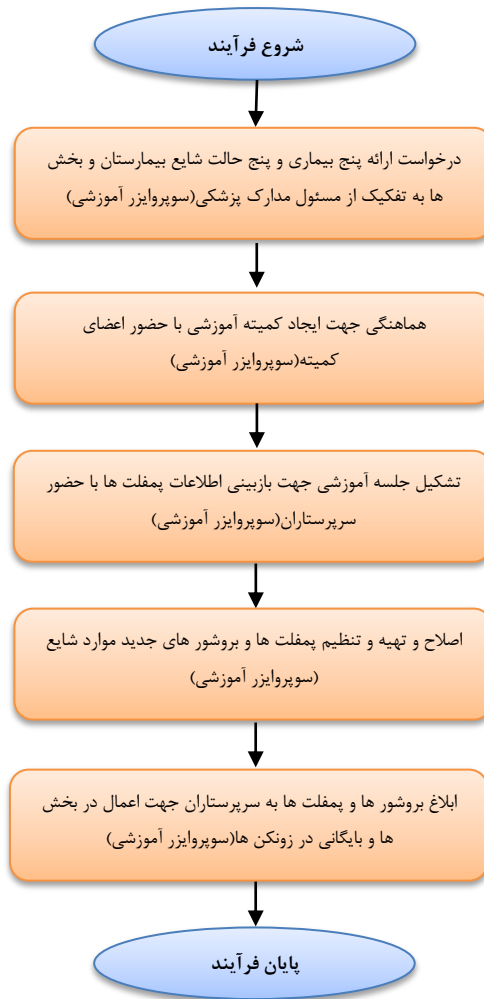 شروع فرآیند
درخواست ارائه پنج بیماری و پنج حالت شایع بیمارستان و بخش
ها به تفکیک از مسئول مدارک پزشکی(سوپروایزر آموزشی)
هماهنگی جهت ایجاد کمیته آموزشی با حضور اعضای
کمیته(سوپروایزر آموزشی)
تشکیل جلسه آموزشی جهت بازبینی اطلاعات پمفلت ها با حضور
سرپرستاران(سوپروایزر آموزشی)
اصلاح و تهیه و تنظیم پمفلت ها و بروشور های جدید موارد شایع
(سوپروایزر آموزشی)
ابلاغ بروشور ها و پمفلت ها به سرپرستاران جهت اعمال در بخش
ها و بایگانی در زونکن ها(سوپروایزر آموزشی)
پایان فرآیند